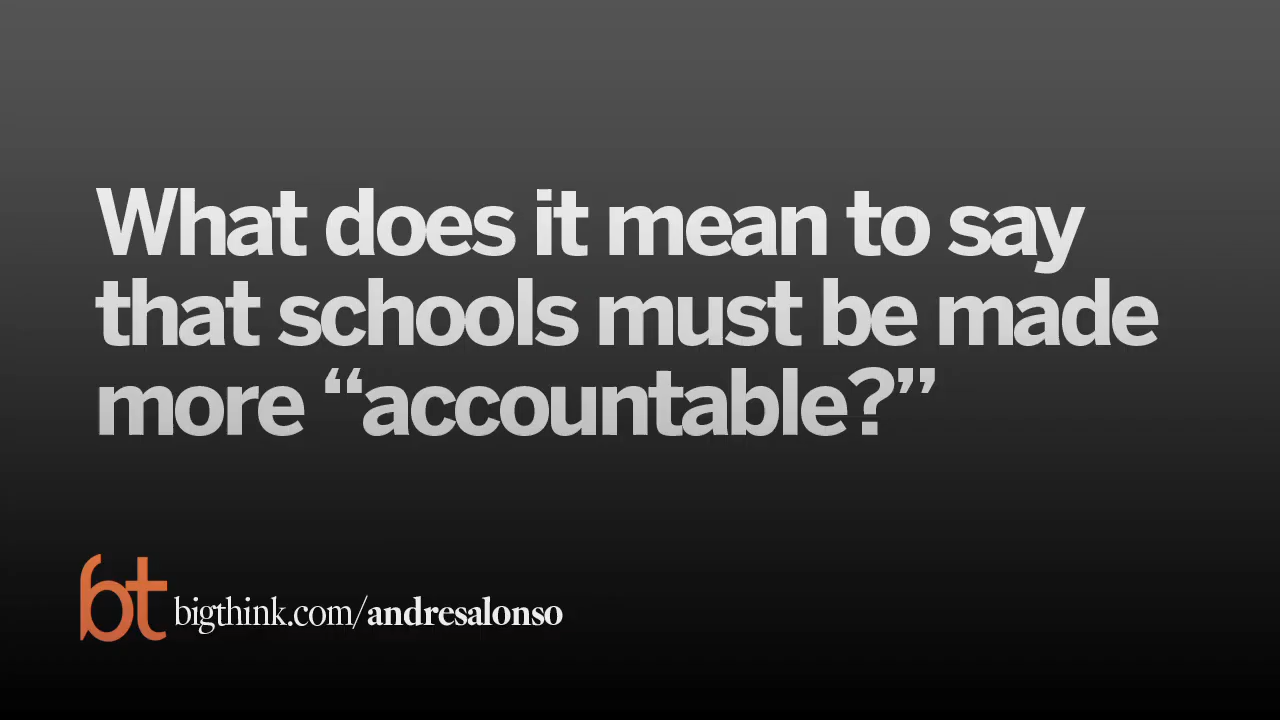 What does it mean to say
that schools must be made
more “accountable?”
bt bigthink.com/andresalonso